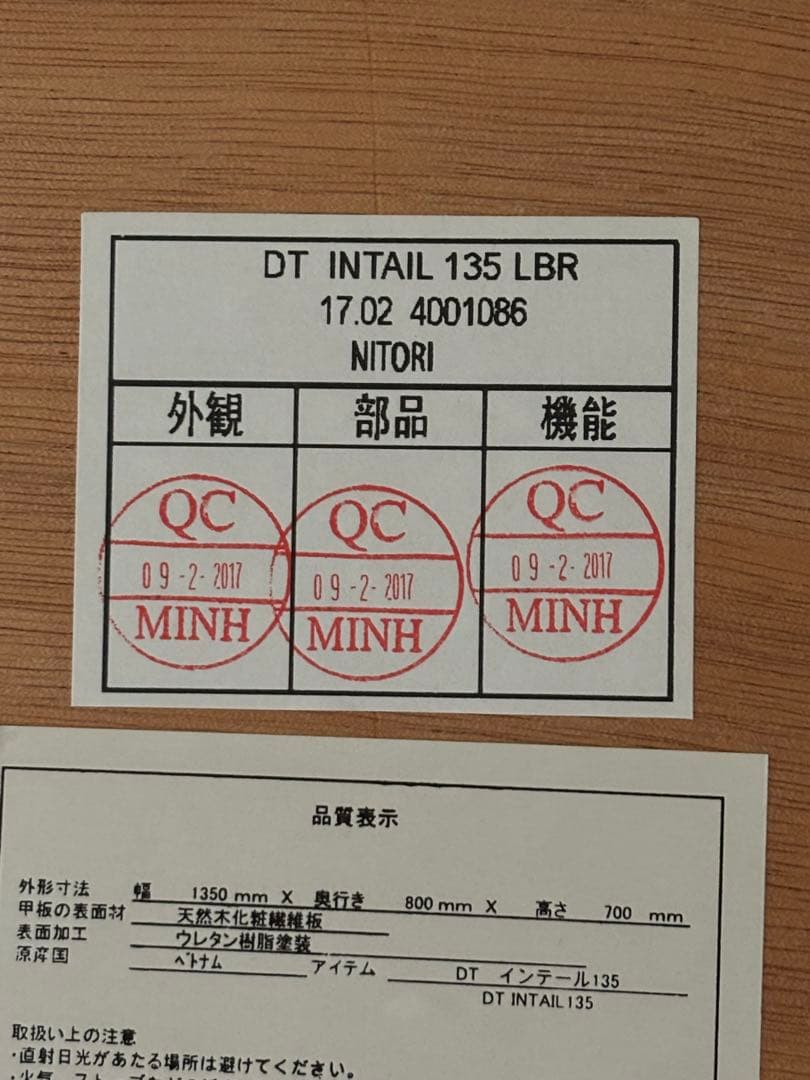 DT INTAIL 135 LBR
17.02 4001086
NITORI
外観 部品 機能
QC QC QC
09-2-2017 09-2-2017 09-2-2017
MINH MINH MINH
品質表示
外形寸法 幅 1350 mm X 奥行き 800 mm X 高さ 700 mm
甲板の表面材 天然木化粧繊維板
表面加工 ウレタン樹脂塗装
原産国 ベトナム アイテム DT インテール135
DT INTAIL135
取扱い上の注意
・直射日光があたる場所は避けてください。